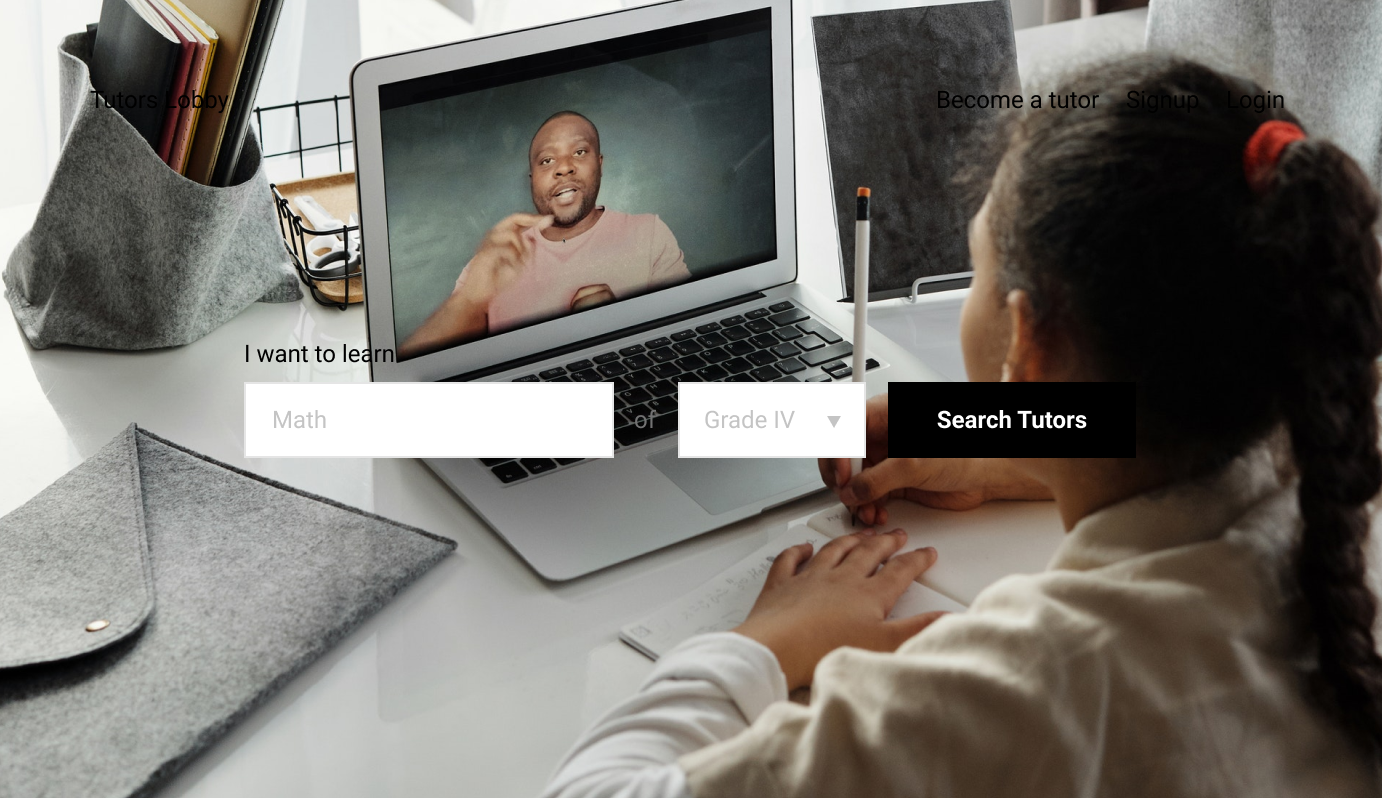 Tutors Lobby
Become a tutor Signup Login
I want to learn
Math of Grade IV Search Tutors